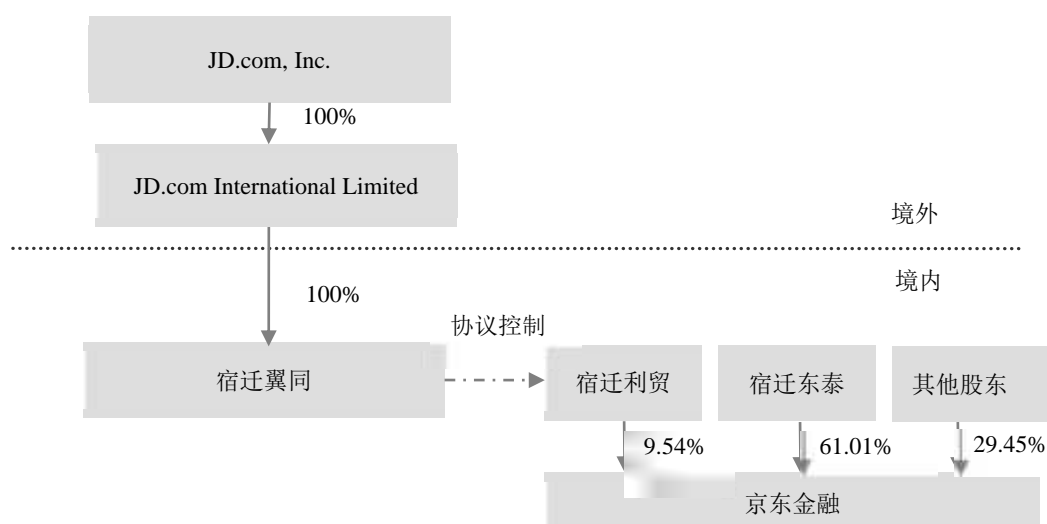 JD.com, Inc.
100%
JD.com International Limited
境外
境内
100%
协议控制
宿迁翼同
宿迁利贸
宿迁东泰
其他股东
9.54%
61.01%
29.45%
京东金融